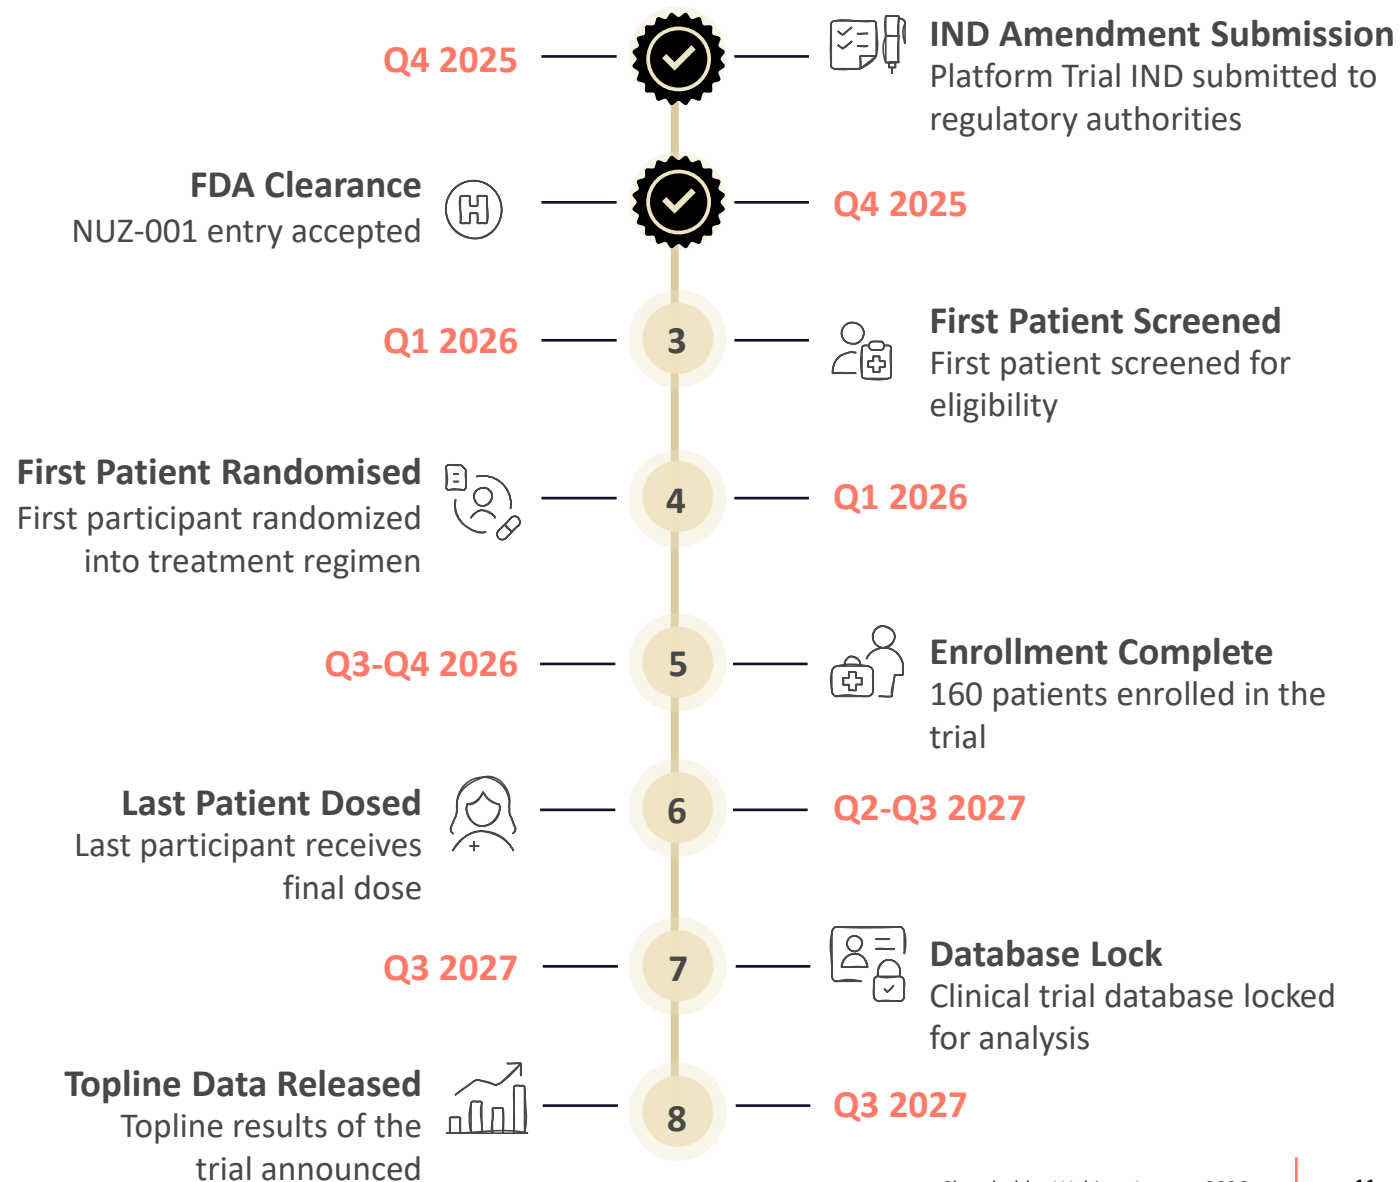 Q4 2025
IND Amendment Submission
Platform Trial IND submitted to
regulatory authorities
FDA Clearance
NUZ-001 entry accepted
Q4 2025
Q1 2026
3
First Patient Screened
First patient screened for
eligibility
First Patient Randomised
First participant randomized
into treatment regimen
4
Q1 2026
Q3-Q4 2026
5
Enrollment Complete
160 patients enrolled in the
trial
Last Patient Dosed
Last participant receives
final dose
6
Q2-Q3 2027
Q3 2027
7
Database Lock
Clinical trial database locked
for analysis
Topline Data Released
Topline results of the
trial announced
8
Q3 2027